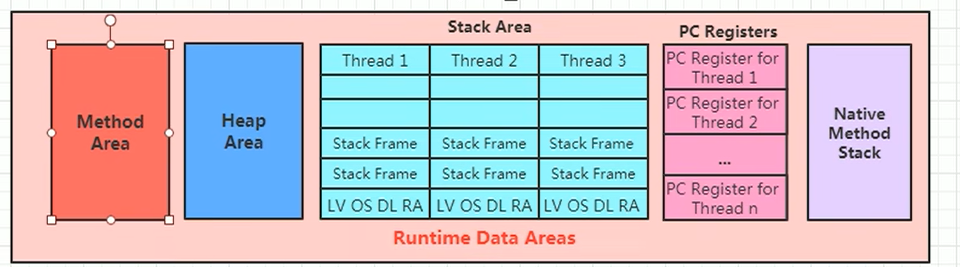 Method
Area
Heap
Area
Stack Area
Thread 1 Thread 2 Thread 3
Stack Frame Stack Frame Stack Frame
Stack Frame Stack Frame Stack Frame
LV OS DL RA LV OS DL RA LV OS DL RA
PC Registers
PC Register for
Thread 1
PC Register for
Thread 2
...
PC Register for
Thread n
Native
Method
Stack
Runtime Data Areas